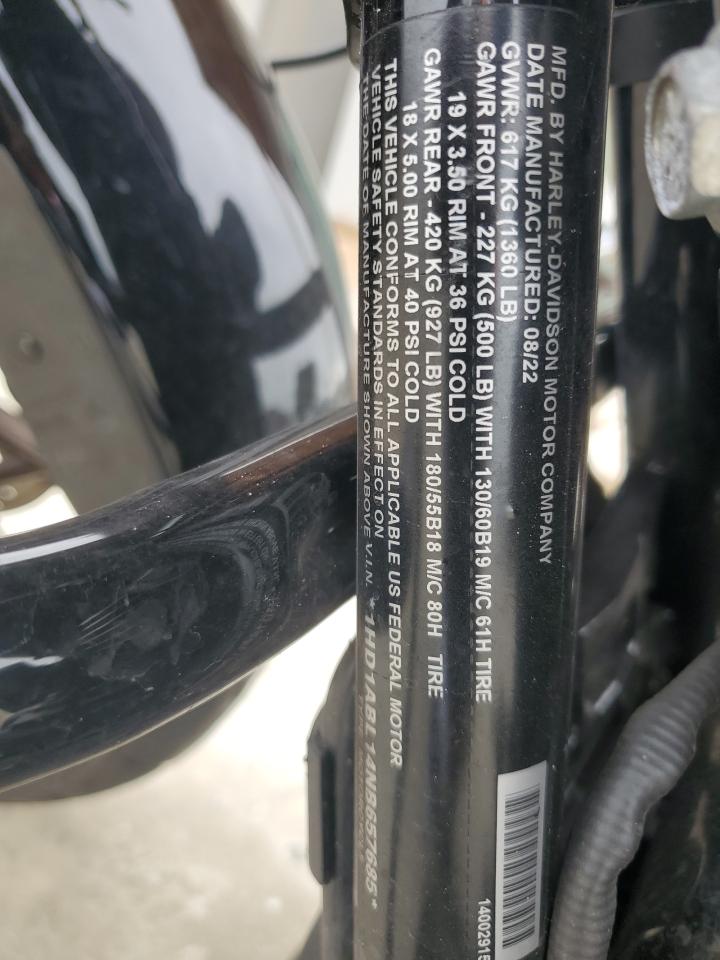 MFD. BY HARLEY-DAVIDSON MOTOR COMPANY
DATE MANUFACTURED: 08/22
GVWR: 617 KG (1360 LB)
GAWR FRONT - 227 KG (500 LB) WITH 130/60B19 M/C 61H TIRE
19 X 3.50 RIM AT 36 PSI COLD
GAWR REAR - 420 KG (927 LB) WITH 180/55B18 M/C 80H TIRE
18 X 5.00 RIM AT 40 PSI COLD
THIS VEHICLE CONFORMS TO ALL APPLICABLE US FEDERAL MOTOR
VEHICLE SAFETY STANDARDS IN EFFECT ON
THE DATE OF MANUFACTURE SHOWN ABOVE V.I.N. *1HD1ABL14NB657685*
14002915